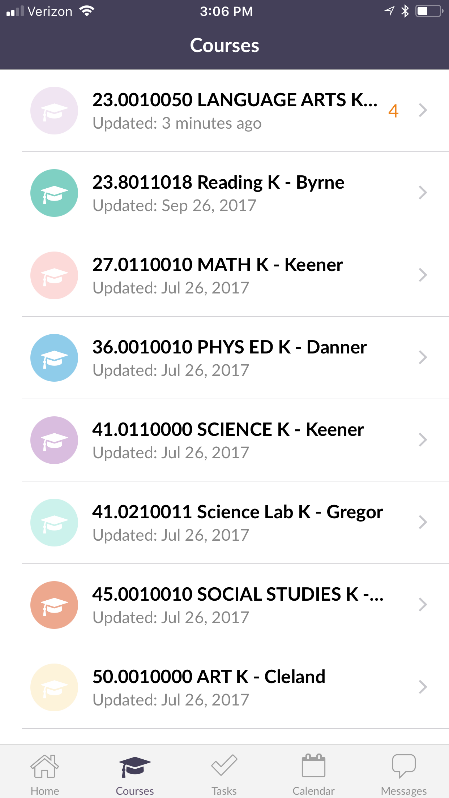 Verizon 3:06 PM
Courses
23.0010050 LANGUAGE ARTS K...
4
Updated: 3 minutes ago
23.8011018 Reading K - Byrne
Updated: Sep 26, 2017
27.0110010 MATH K - Keener
Updated: Jul 26, 2017
36.0010010 PHYS ED K - Danner
Updated: Jul 26, 2017
41.0110000 SCIENCE K - Keener
Updated: Jul 26, 2017
41.0210011 Science Lab K - Gregor
Updated: Jul 26, 2017
45.0010010 SOCIAL STUDIES K -...
Updated: Jul 26, 2017
50.0010000 ART K - Cleland
Updated: Jul 26, 2017
Home Courses Tasks Calendar Messages